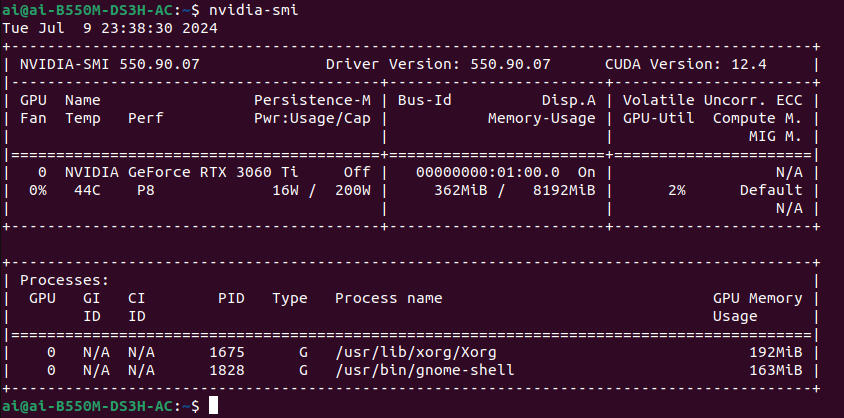 ai@ai-B550M-DS3H-AC:~$ nvidia-smi
Tue Jul  9 23:38:30 2024
+-----------------------------------------------------------------------------------------+
| NVIDIA-SMI 550.90.07              Driver Version: 550.90.07      CUDA Version: 12.4     |
|-----------------------------------------+------------------------+----------------------+
| GPU  Name                 Persistence-M | Bus-Id          Disp.A | Volatile Uncorr. ECC |
| Fan  Temp   Perf          Pwr:Usage/Cap |           Memory-Usage | GPU-Util  Compute M. |
|                                         |                        |               MIG M. |
|=========================================+========================+======================|
|   0  NVIDIA GeForce RTX 3060 Ti     Off |   00000000:01:00.0  On |                  N/A |
|  0%   44C    P8             16W /  200W |     362MiB /   8192MiB |      2%      Default |
|                                         |                        |                  N/A |
+-----------------------------------------+------------------------+----------------------+

+-----------------------------------------------------------------------------------------+
| Processes:                                                                              |
|  GPU   GI   CI        PID   Type   Process name                              GPU Memory |
|        ID   ID                                                               Usage      |
|=========================================================================================|
|    0   N/A  N/A      1675      G   /usr/lib/xorg/Xorg                            192MiB |
|    0   N/A  N/A      1828      G   /usr/bin/gnome-shell                          163MiB |
+-----------------------------------------------------------------------------------------+
ai@ai-B550M-DS3H-AC:~$